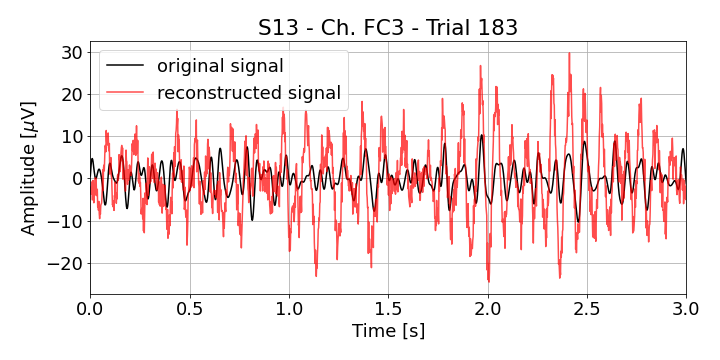 S13 - Ch. FC3 - Trial 183
original signal
reconstructed signal
Amplitude [μV]
30
20
10
0
−10
−20
0.0 0.5 1.0 1.5 2.0 2.5 3.0
Time [s]